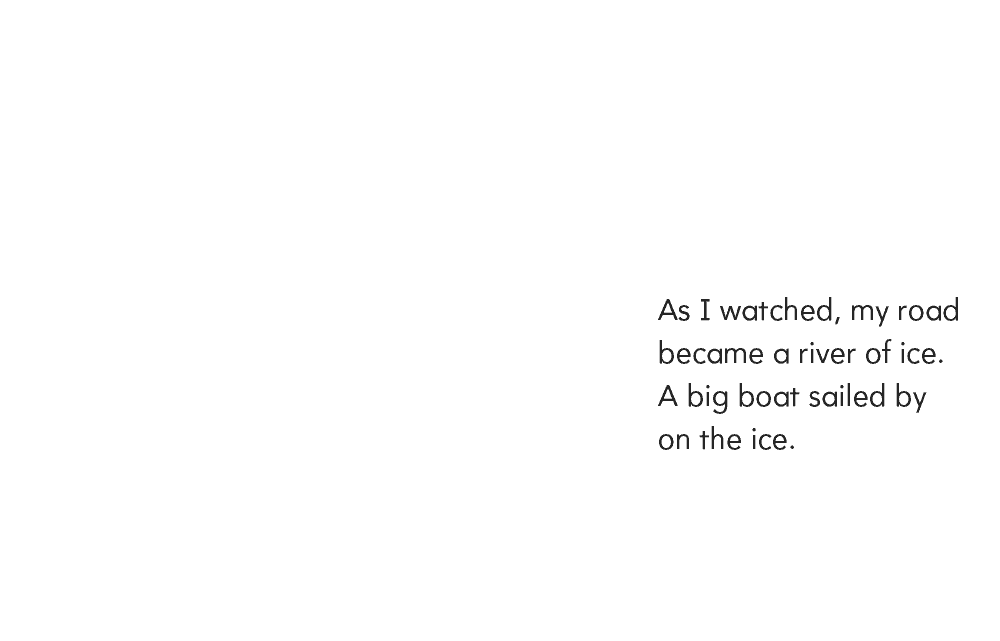 As I watched, my road
became a river of ice.
A big boat sailed by
on the ice.